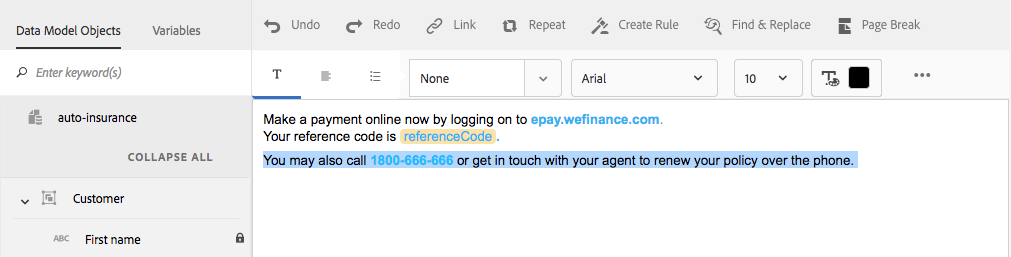 Data Model Objects Variables Undo Redo Link Repeat Create Rule Find & Replace Page Break
Enter keyword(s) T None Arial 10 T
auto-insurance
COLLAPSE ALL
Customer
ABC First name
Make a payment online now by logging on to epay.wefinance.com.
Your reference code is referenceCode.
You may also call 1800-666-666 or get in touch with your agent to renew your policy over the phone.